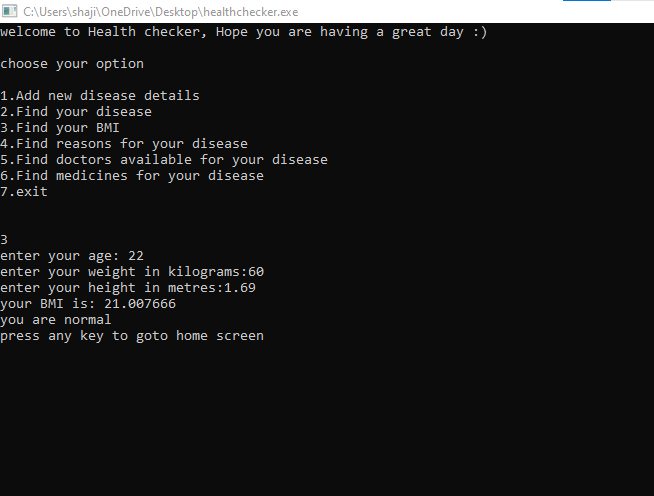 C:\Users\shaji\OneDrive\Desktop\healthchecker.exe
welcome to Health checker, Hope you are having a great day :)
choose your option
1.Add new disease details
2.Find your disease
3.Find your BMI
4.Find reasons for your disease
5.Find doctors available for your disease
6.Find medicines for your disease
7.exit
3
enter your age: 22
enter your weight in kilograms:60
enter your height in metres:1.69
your BMI is: 21.007666
you are normal
press any key to goto home screen